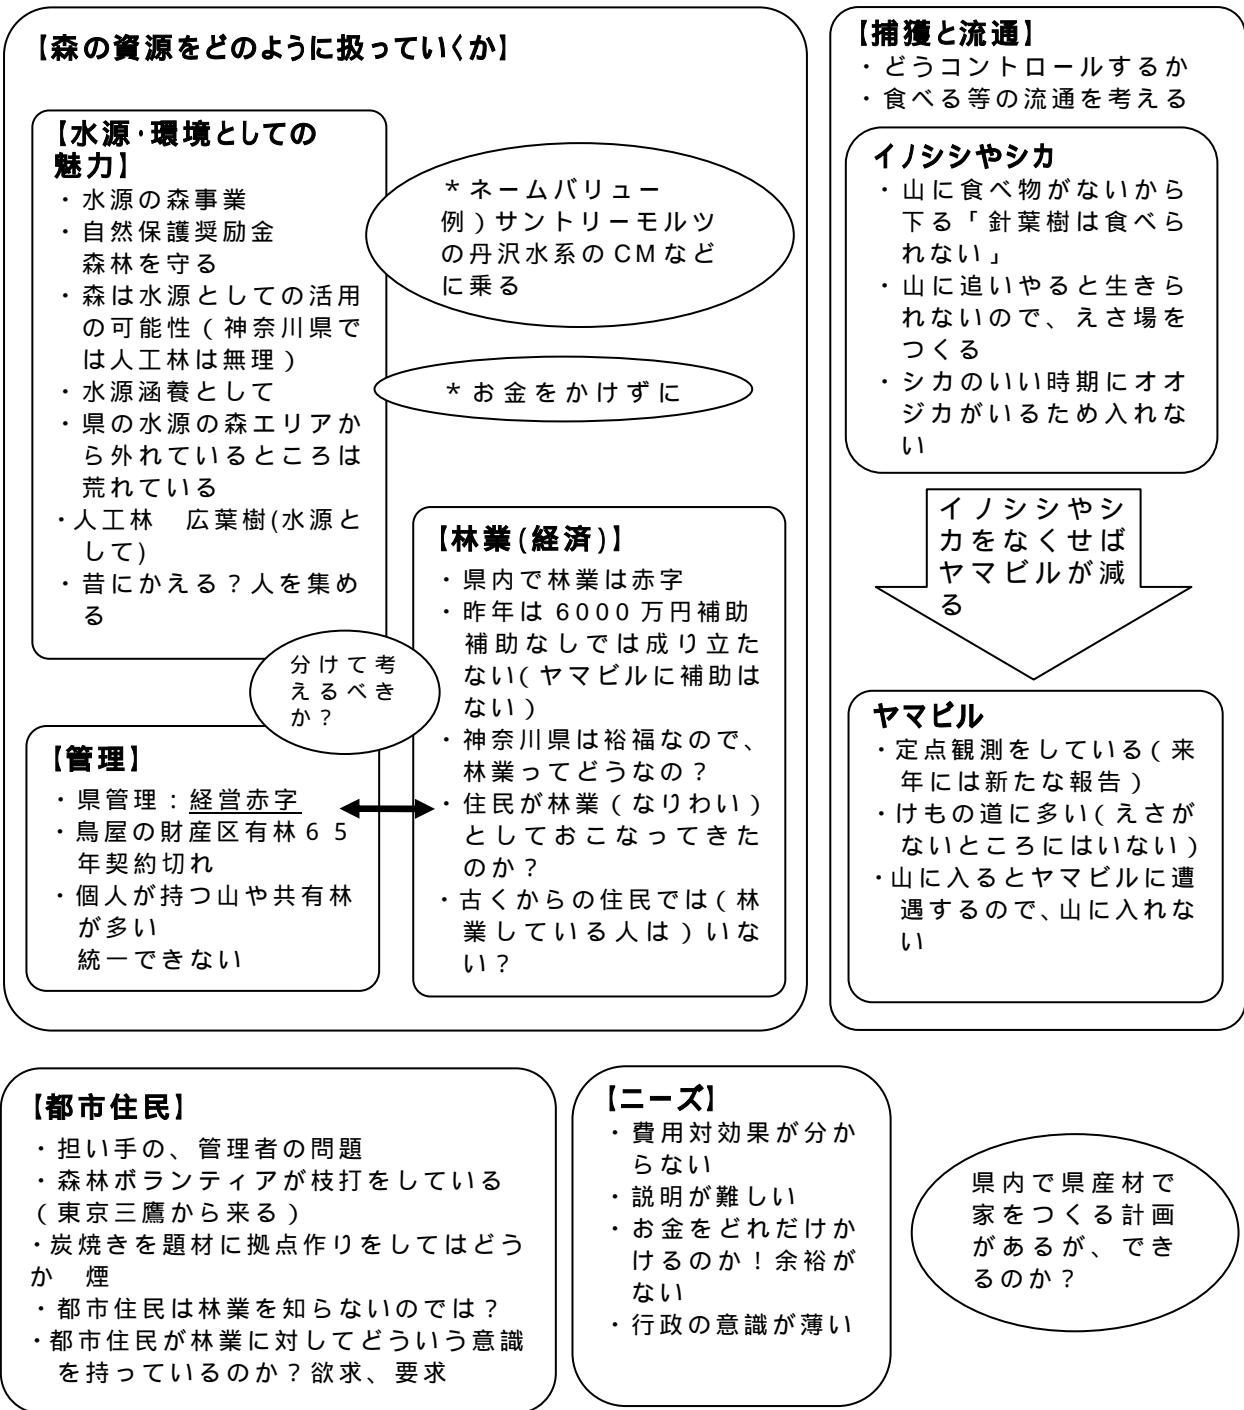 【森の資源をどのように扱っていくか】
【水源・環境としての
魅力】
・水源の森事業
・自然保護奨励金
森林を守る
・森は水源としての活用
の可能性（神奈川県で
は人工林は無理）
・水源涵養として
・県の水源の森エリアか
ら外れているところは
荒れている
・人工林　広葉樹(水源と
して)
・昔にかえる？人を集め
る
＊ネームバリュー
例）サントリーモルツ
の丹沢水系のCMなど
に乗る
＊お金をかけずに
分けて考
えるべき
か？
【管理】
・県管理：経営赤字
・鳥屋の財産区有林６５
年契約切れ
・個人が持つ山や共有林
が多い
統一できない
【林業(経済)】
・県内で林業は赤字
・昨年は6000万円補助
補助なしでは成り立た
ない(ヤマビルに補助は
ない）
・神奈川県は裕福なので、
林業ってどうなの？
・住民が林業（なりわい）
としておこなってきた
のか？
・古くからの住民では（林
業している人は）いな
い？
【捕獲と流通】
・どうコントロールするか
・食べる等の流通を考える
イノシシやシカ
・山に食べ物がないから
下る「針葉樹は食べら
れない」
・山に追いやると生きら
れないので、えさ場を
つくる
・シカのいい時期にオオ
ジカがいるため入れな
い
イノシシやシ
カをなくせば
ヤマビルが減
る
ヤマビル
・定点観測をしている（来
年には新たな報告）
・けもの道に多い（えさが
ないところにはいない）
・山に入るとヤマビルに遭
遇するので、山に入れな
い
【都市住民】
・担い手の、管理者の問題
・森林ボランティアが枝打をしている
（東京三鷹から来る）
・炭焼きを題材に拠点作りをしてはどう
か　煙
・都市住民は林業を知らないのでは？
・都市住民が林業に対してどういう意識
を持っているのか？欲求、要求
【ニーズ】
・費用対効果が分か
らない
・説明が難しい
・お金をどれだけか
けるのか！余裕が
ない
・行政の意識が薄い
県内で県産材で
家をつくる計画
があるが、でき
るのか？